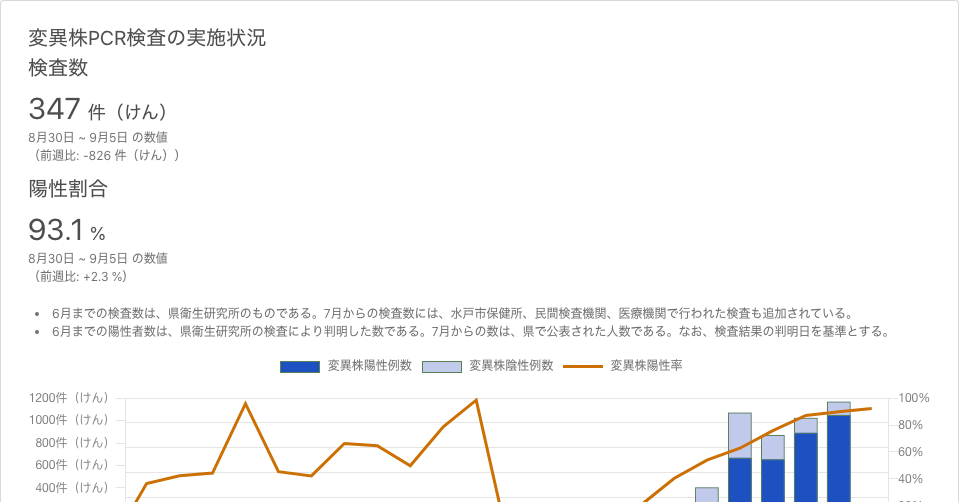 変異株PCR検査の実施状況
検査数
347 件（けん）
8月30日 ~ 9月5日 の数値
（前週比: -826 件（けん））
陽性割合
93.1 %
8月30日 ~ 9月5日 の数値
（前週比: +2.3 %）
• 6月までの検査数は、県衛生研究所のものである。7月からの検査数には、水戸市保健所、民間検査機関、医療機関で行われた検査も追加されている。
• 6月までの陽性者数は、県衛生研究所の検査により判明した数である。7月からの数は、県で公表された人数である。なお、検査結果の判明日を基準とする。
変異株陽性例数 変異株陰性例数 変異株陽性率
1200件（けん） 100%
1000件（けん） 80%
800件（けん）
600件（けん） 60%
400件（けん） 40%